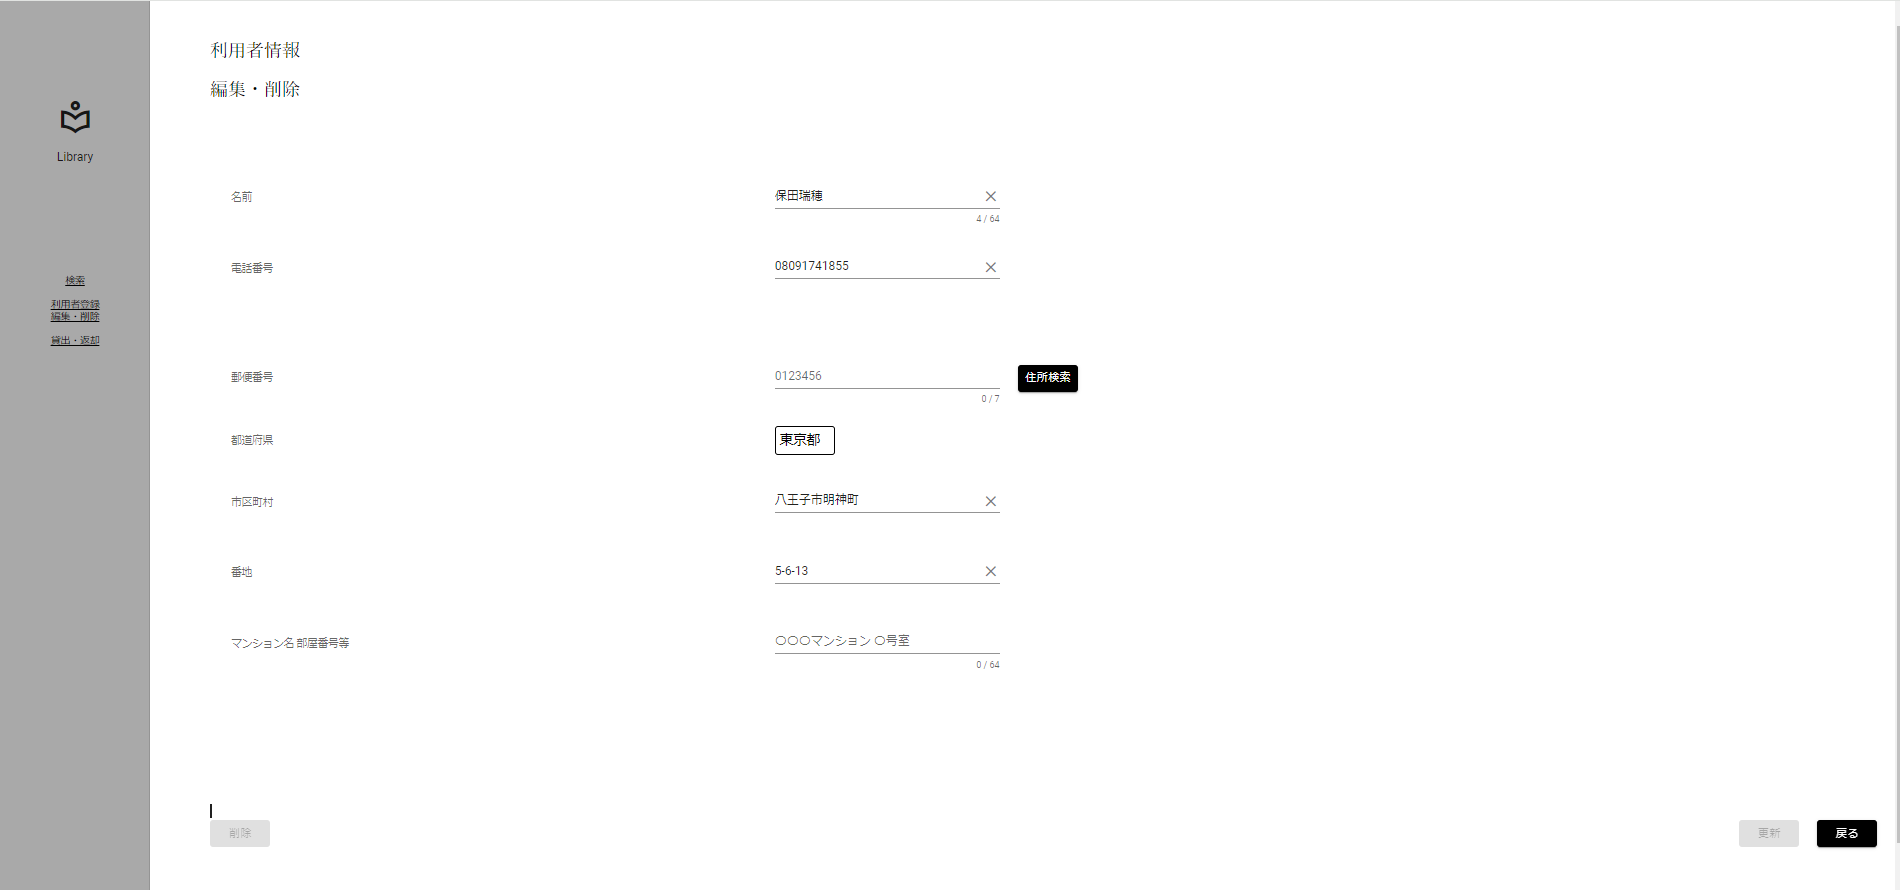 Library
検索
利用者登録
編集・削除
貸出・返却
利用者情報
編集・削除
名前
保田瑞穂
4 / 64
電話番号
08091741855
郵便番号
0123456
住所検索
0 / 7
都道府県
東京都
市区町村
八王子市明神町
番地
5-6-13
マンション名 部屋番号等
〇〇〇マンション 〇号室
0 / 64
削除
更新
戻る